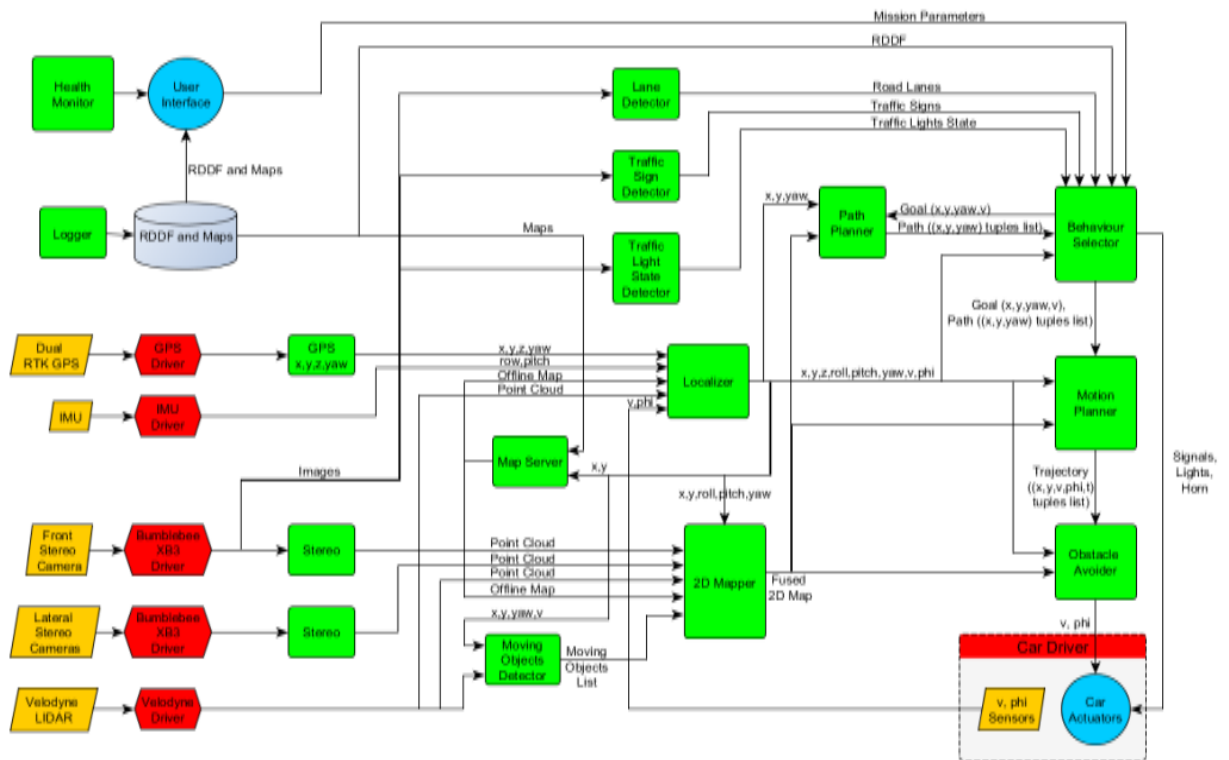 Mission Parameters
RDDF
Health
Monitor
User
Interface
Lane
Detector
Road Lanes
Traffic Signs
Traffic Lights State
RDDF and Maps
Traffic
Sign
Detector
x,y,yaw
Path
Planner
Goal (x,y,yaw,v)
Path ((x,y,yaw) tuples list)
Behaviour
Selector
Logger
RDDF and Maps
Maps
Traffic
Light
State
Detector
Goal (x,y,yaw,v),
Path ((x,y,yaw) tuples list)
Dual
RTK GPS
GPS
Driver
GPS
x,y,z,yaw
x,y,z,yaw
row,pitch
Offline Map
Point Cloud
v,phi
Localizer
x,y,z,roll,pitch,yaw,v,phi
Motion
Planner
IMU
IMU
Driver
Map Server
x,y
Images
x,y,roll,pitch,yaw
Trajectory
((x,y,v,phi,t)
tuples list)
Signals,
Lights,
Horn
Front
Stereo
Camera
Bumblebee
XB3
Driver
Stereo
Point Cloud
Point Cloud
Point Cloud
Offline Map
2D Mapper
Fused
2D Map
Obstacle
Avoider
Lateral
Stereo
Cameras
Bumblebee
XB3
Driver
Stereo
x,y,yaw,v
Moving
Objects
Detector
Moving
Objects
List
v, phi
Car Driver
Velodyne
LIDAR
Velodyne
Driver
v, phi
Sensors
Car
Actuators